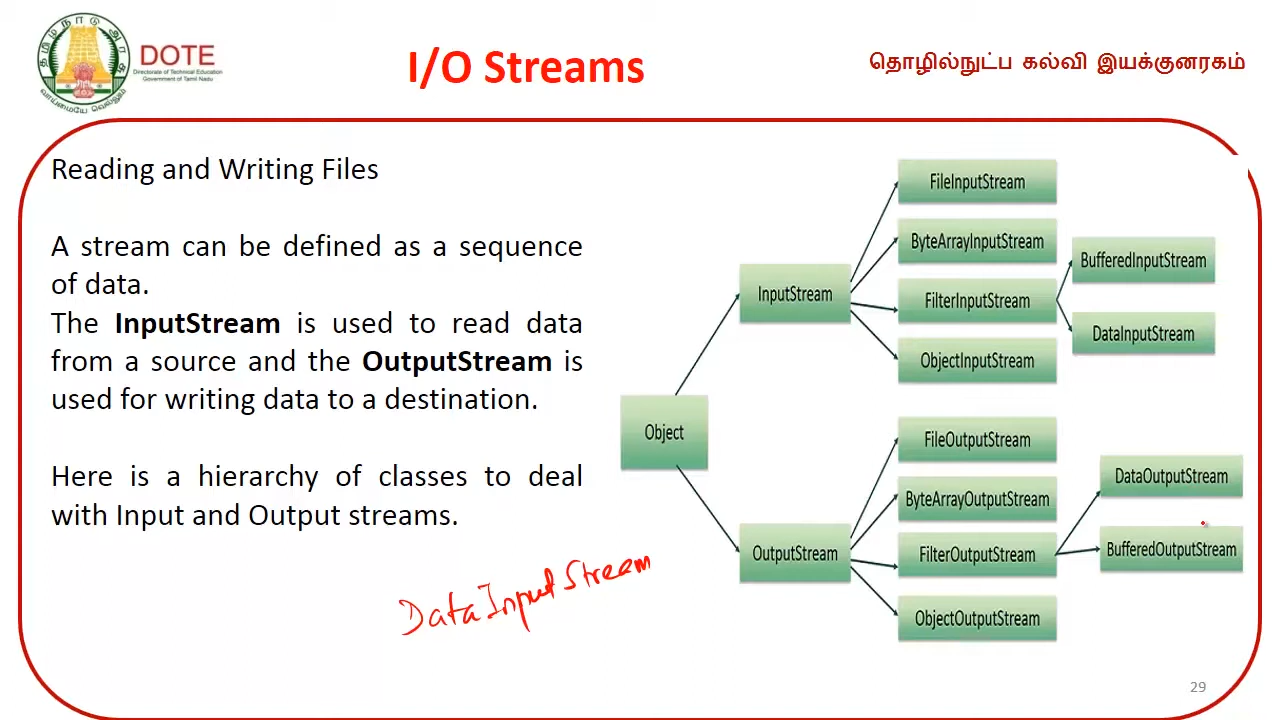 தமிழ்நாடு அரசு
வாய்மையே வெல்லும்
DOTE
Directorate of Technical Education
Government of Tamil Nadu
I/O Streams
தொழில்நுட்ப கல்வி இயக்குனரகம்
Reading and Writing Files
A stream can be defined as a sequence
of data.
The InputStream is used to read data
from a source and the OutputStream is
used for writing data to a destination.
Here is a hierarchy of classes to deal
with Input and Output streams.
DataInputStream
Object
InputStream
FileInputStream
ByteArrayInputStream
FilterInputStream
ObjectInputStream
BufferedInputStream
DataInputStream
OutputStream
FileOutputStream
ByteArrayOutputStream
FilterOutputStream
ObjectOutputStream
DataOutputStream
BufferedOutputStream
29